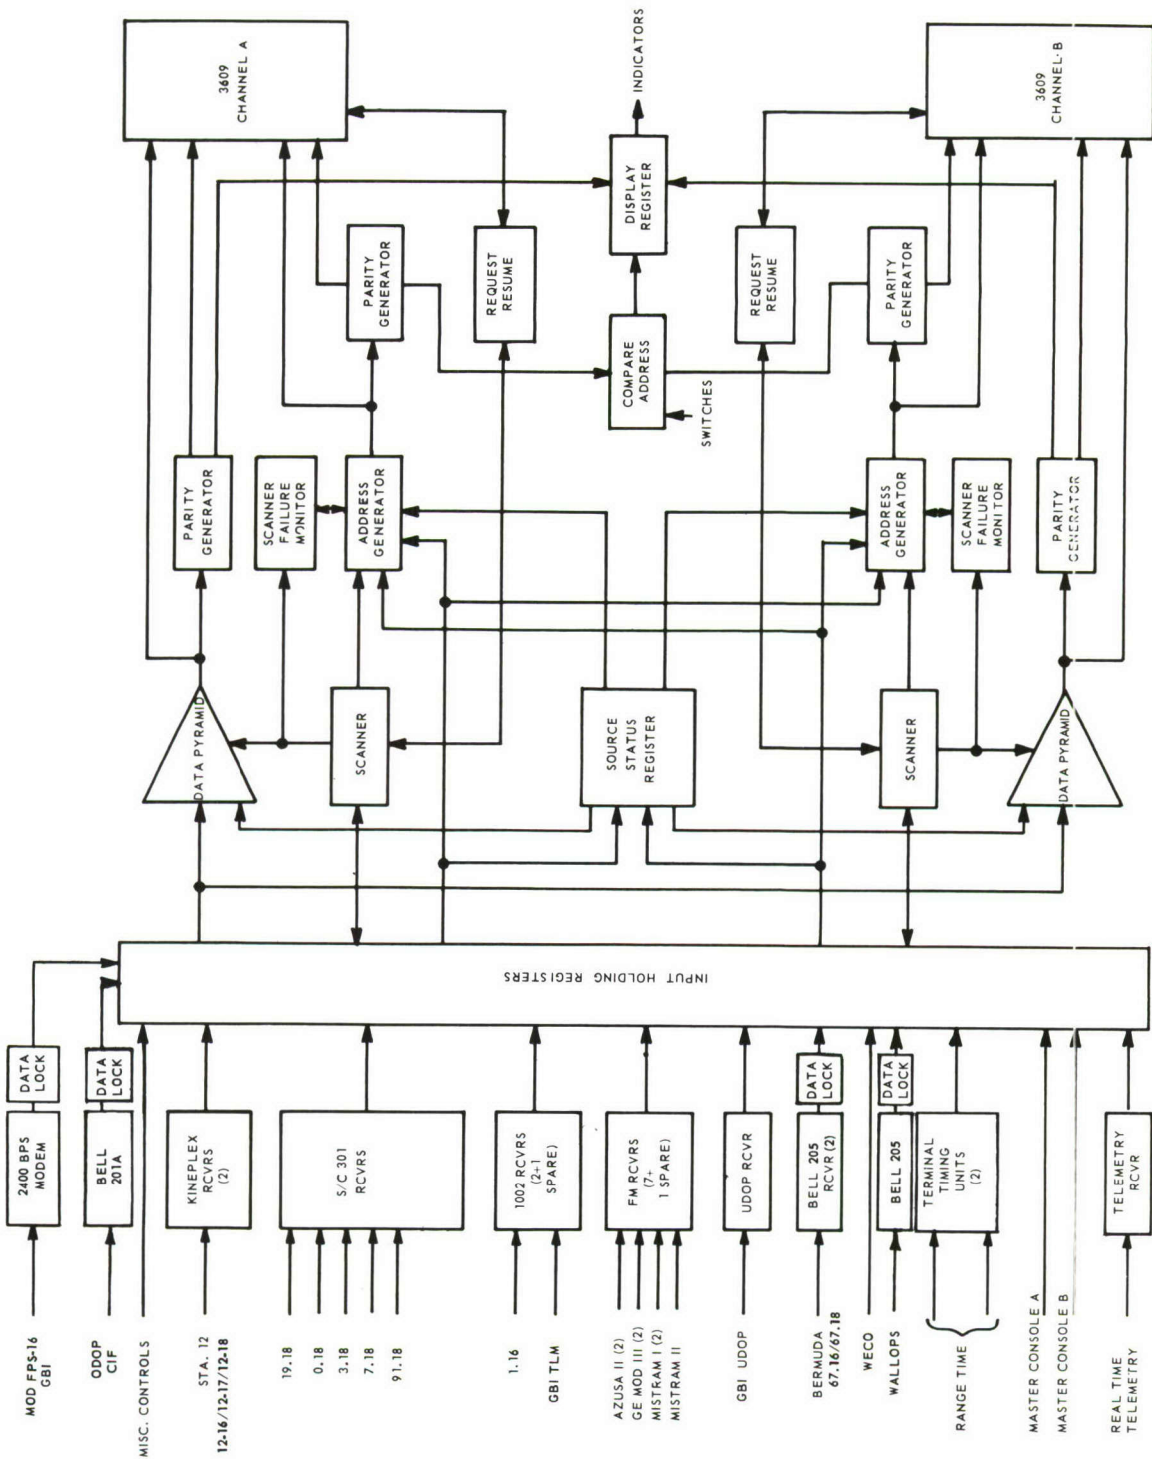 MOD FPS-16
GBI
2400 BPS
MODEM
DATA
LOCK
ODOP
CIF
BELL
201A
DATA
LOCK
MISC. CONTROLS
STA. 12
12-16/12-17/12-18
KINEPLEX
RCVRS
(2)
19.18
0.18
3.18
7.18
91.18
S/C 301
RCVRS
1.16
GBI TLM
1002 RCVRS
(2+1
SPARE)
AZUSA II (2)
GE MOD III (2)
MISTRAM I (2)
MISTRAM II
FM RCVRS
(7+
1 SPARE)
GBI UDOP
UDOP RCVR
BERMUDA
67.16/67.18
BELL 205
RCVR (2)
DATA
LOCK
WECO
WALLOPS
BELL 205
DATA
LOCK
RANGE TIME
TERMINAL
TIMING
UNITS
(2)
MASTER CONSOLE A
MASTER CONSOLE B
REAL TIME
TELEMETRY
TELEMETRY
RCVR
INPUT HOLDING REGISTERS
DATA PYRAMID
SCANNER
SOURCE
STATUS
REGISTER
SCANNER
DATA PYRAMID
PARITY
GENERATOR
SCANNER
FAILURE
MONITOR
ADDRESS
GENERATOR
ADDRESS
GENERATOR
SCANNER
FAILURE
MONITOR
PARITY
GENERATOR
PARITY
GENERATOR
REQUEST
RESUME
COMPARE
ADDRESS
SWITCHES
DISPLAY
REGISTER
INDICATORS
REQUEST
RESUME
PARITY
GENERATOR
3609
CHANNEL A
3609
CHANNEL-B